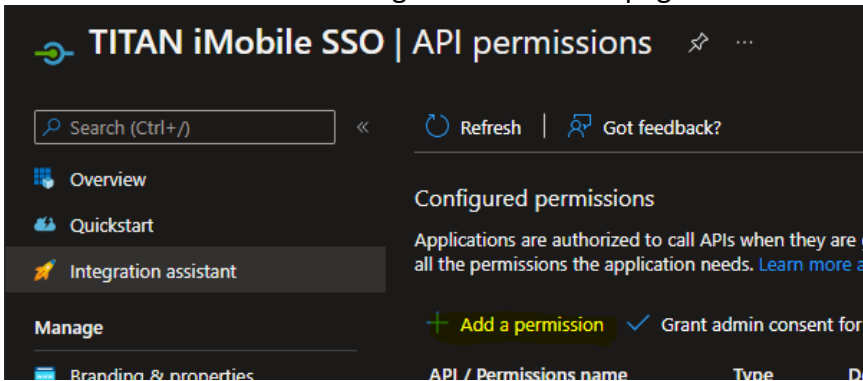 TITAN iMobile SSO | API permissions
Search (Ctrl+/)
«
Refresh | Got feedback?
Overview
Quickstart
Integration assistant
Manage
Branding & properties
Configured permissions
Applications are authorized to call APIs when they are
all the permissions the application needs. Learn more
Add a permission
Grant admin consent for
API / Permissions name
Type